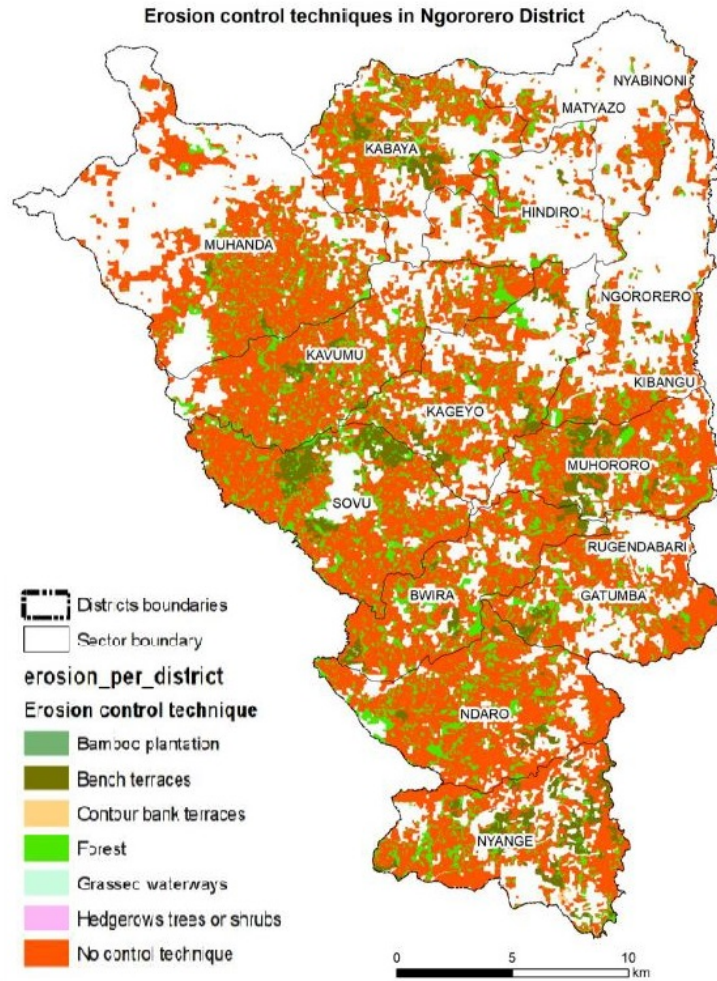 Erosion control techniques in Ngororero District
NYABINONI
MATYAZO
KABAYA
HINDIRO
MUHANDA
NGORORERO
KAVUMU
KIBANGU
KAGEYO
MUHORORO
SOVU
RUGENDABARI
BWIRA
GATUMBA
NDARO
NYANGE
Districts boundaries
Sector boundary
erosion_per_district
Erosion control technique
Bamboo plantation
Bench terraces
Contour bank terraces
Forest
Grassed waterways
Hedgerows trees or shrubs
No control technique
0 5 10
km